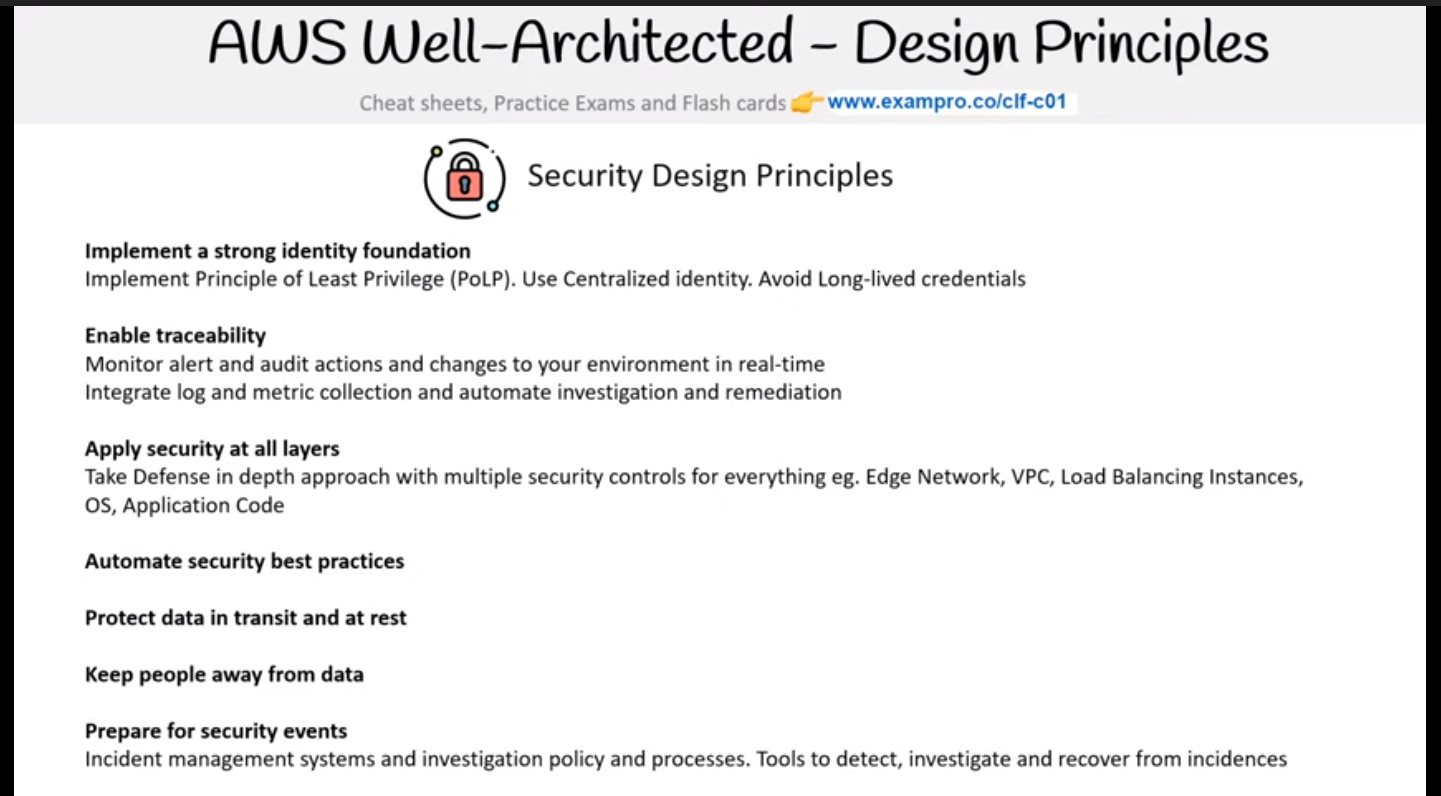 AWS Well-Architected – Design Principles
Cheat sheets, Practice Exams and Flash cards 👉 www.exampro.co/clf-c01
Security Design Principles
Implement a strong identity foundation
Implement Principle of Least Privilege (PoLP). Use Centralized identity. Avoid Long-lived credentials
Enable traceability
Monitor alert and audit actions and changes to your environment in real-time
Integrate log and metric collection and automate investigation and remediation
Apply security at all layers
Take Defense in depth approach with multiple security controls for everything eg. Edge Network, VPC, Load Balancing Instances,
OS, Application Code
Automate security best practices
Protect data in transit and at rest
Keep people away from data
Prepare for security events
Incident management systems and investigation policy and processes. Tools to detect, investigate and recover from incidences